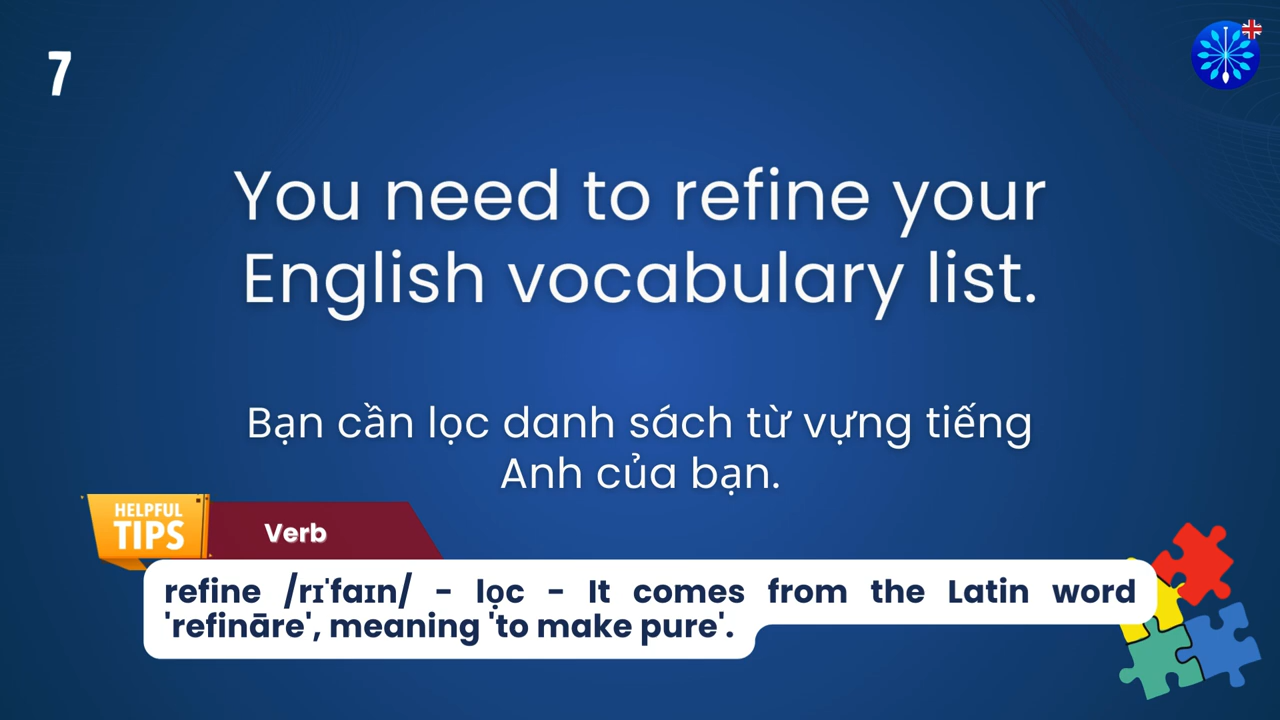 7
You need to refine your
English vocabulary list.
Bạn cần lọc danh sách từ vựng tiếng
Anh của bạn.
HELPFUL
TIPS
Verb
refine /rɪˈfaɪn/ - lọc - It comes from the Latin word
'refināre', meaning 'to make pure'.